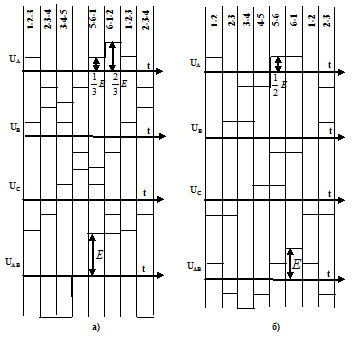 1-2-3 2-3-4 3-4-5 5-6-1 6-1-2 1-2-3 2-3-4
U_A
1/3 E 2/3 E
t
U_B
t
U_C
t
U_AB
E
t
а)
1-2 2-3 3-4 4-5 5-6 6-1 1-2 2-3
U_A
1/2 E
t
U_B
t
U_C
t
U_AB
E
t
б)